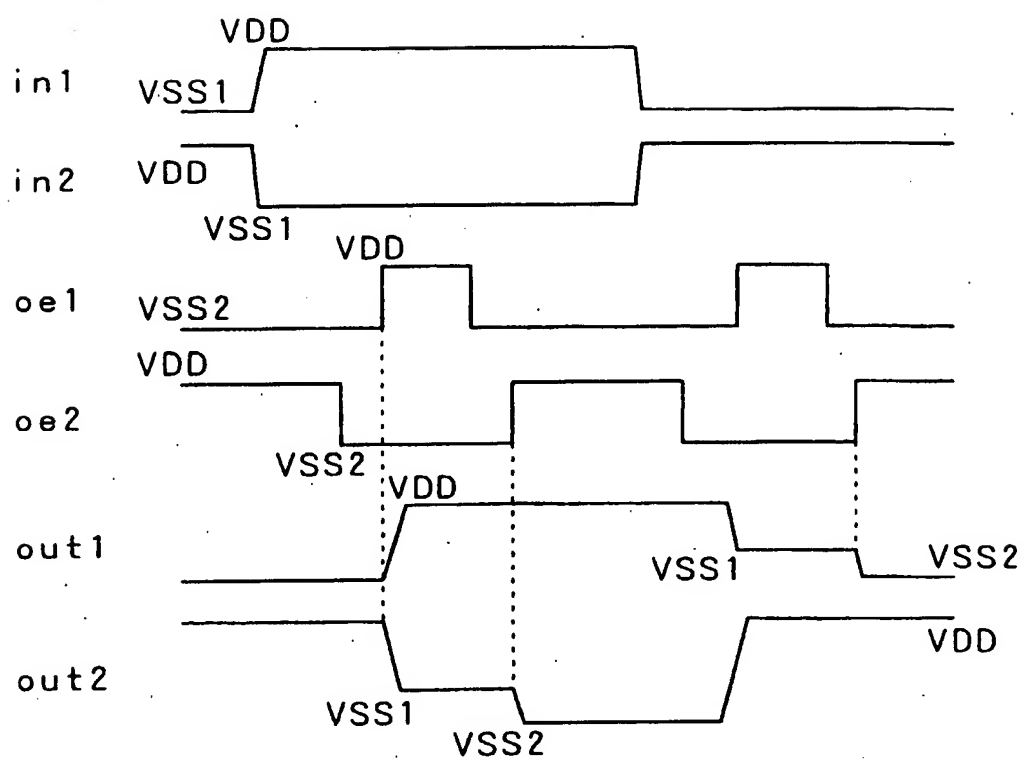 VDD
in1
VSS1
in2
VDD
VSS1
VDD
oe1
VSS2
VDD
oe2
VSS2
VDD
out1
VSS1
VSS2
out2
VDD
VSS1
VSS2